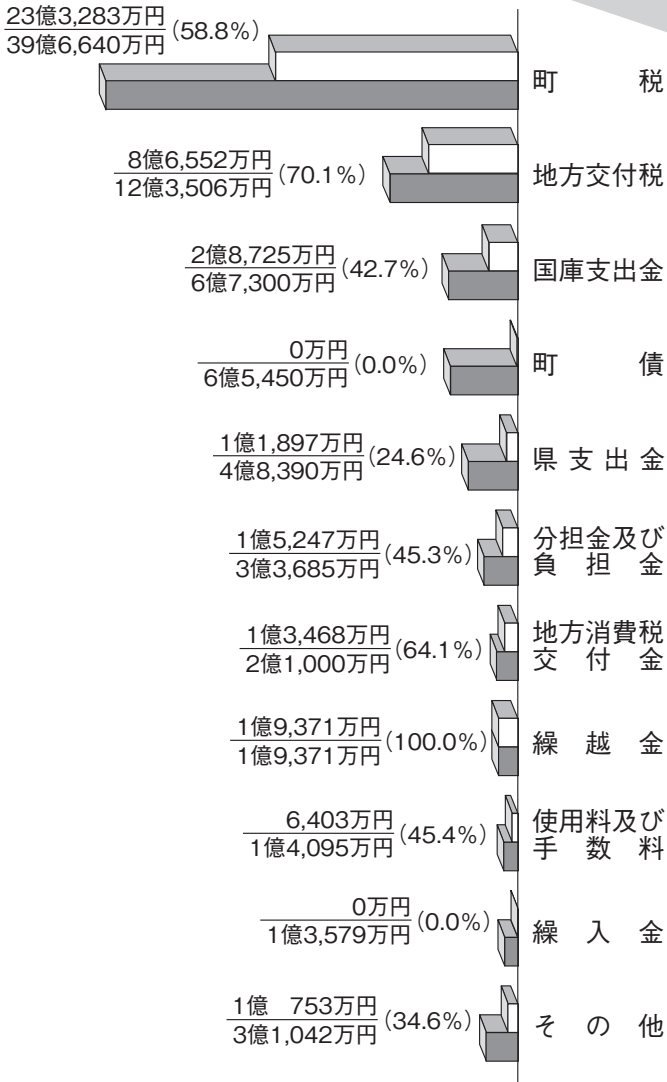 23億3,283万円
39億6,640万円
(58.8%)
町税
8億6,552万円
12億3,506万円
(70.1%)
地方交付税
2億8,725万円
6億7,300万円
(42.7%)
国庫支出金
0万円
6億5,450万円
(0.0%)
町債
1億1,897万円
4億8,390万円
(24.6%)
県支出金
1億5,247万円
3億3,685万円
(45.3%)
分担金及び
負担金
1億3,468万円
2億1,000万円
(64.1%)
地方消費税
交付金
1億9,371万円
1億9,371万円
(100.0%)
繰越金
6,403万円
1億4,095万円
(45.4%)
使用料及び
手数料
0万円
1億3,579万円
(0.0%)
繰入金
1億 753万円
3億1,042万円
(34.6%)
その他